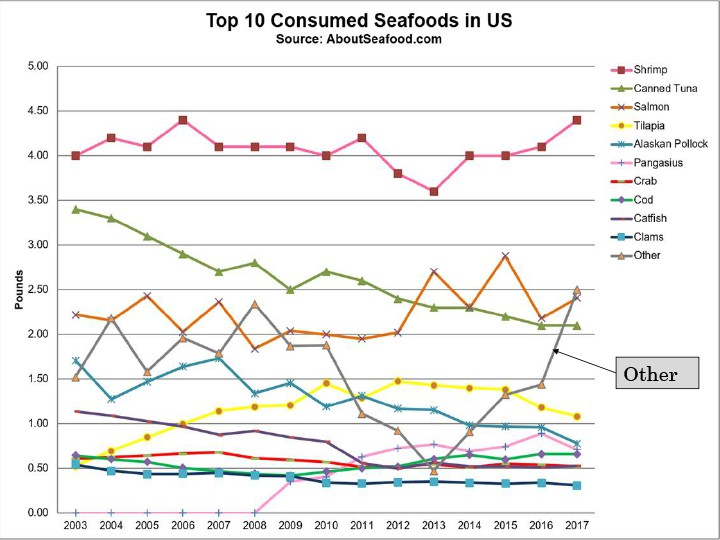 Top 10 Consumed Seafoods in US
Source: AboutSeafood.com
5.00
4.50
4.00
3.50
3.00
2.50
2.00
1.50
1.00
0.50
0.00
Pounds
2003 2004 2005 2006 2007 2008 2009 2010 2011 2012 2013 2014 2015 2016 2017
Shrimp
Canned Tuna
Salmon
Tilapia
Alaskan Pollock
Pangasius
Crab
Cod
Catfish
Clams
Other
Other